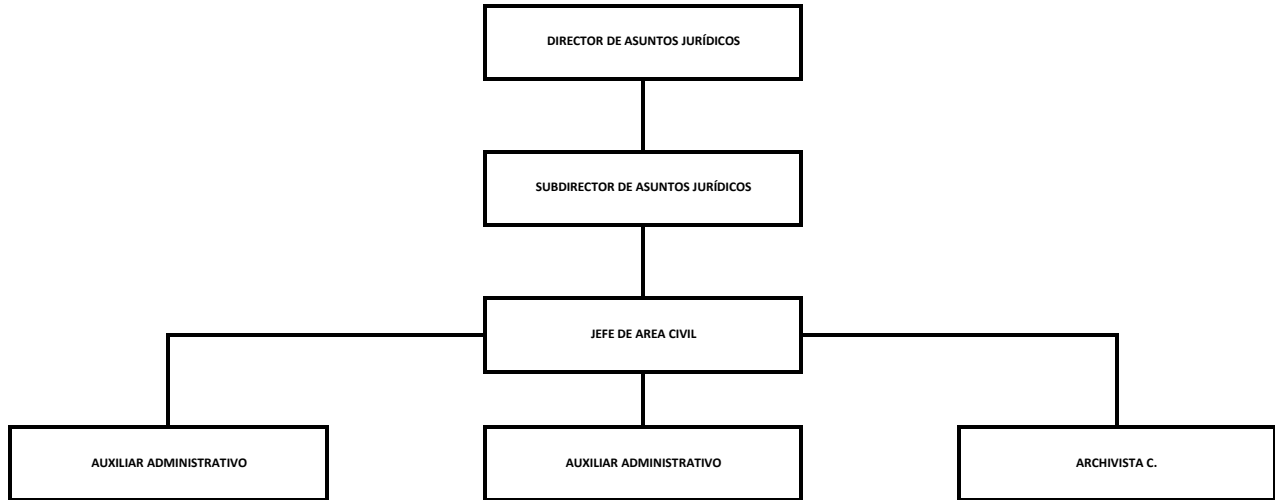 DIRECTOR DE ASUNTOS JURÍDICOS
SUBDIRECTOR DE ASUNTOS JURÍDICOS
JEFE DE AREA CIVIL
AUXILIAR ADMINISTRATIVO
AUXILIAR ADMINISTRATIVO
ARCHIVISTA C.